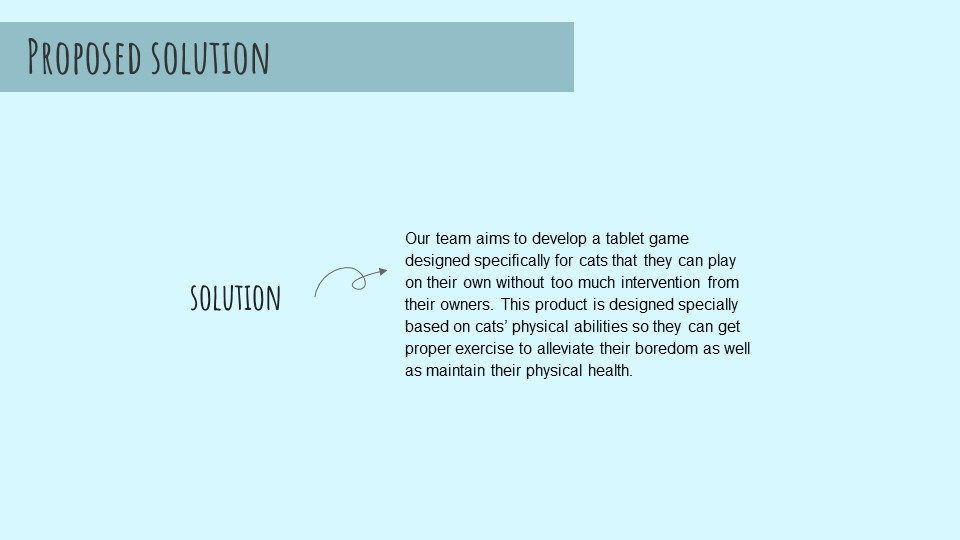 Proposed solution
Our team aims to develop a tablet game
designed specifically for cats that they can play
on their own without too much intervention from
solution
their owners. This product is designed specially
based on cats’ physical abilities so they can get
proper exercise to alleviate their boredom as well
as maintain their physical health.